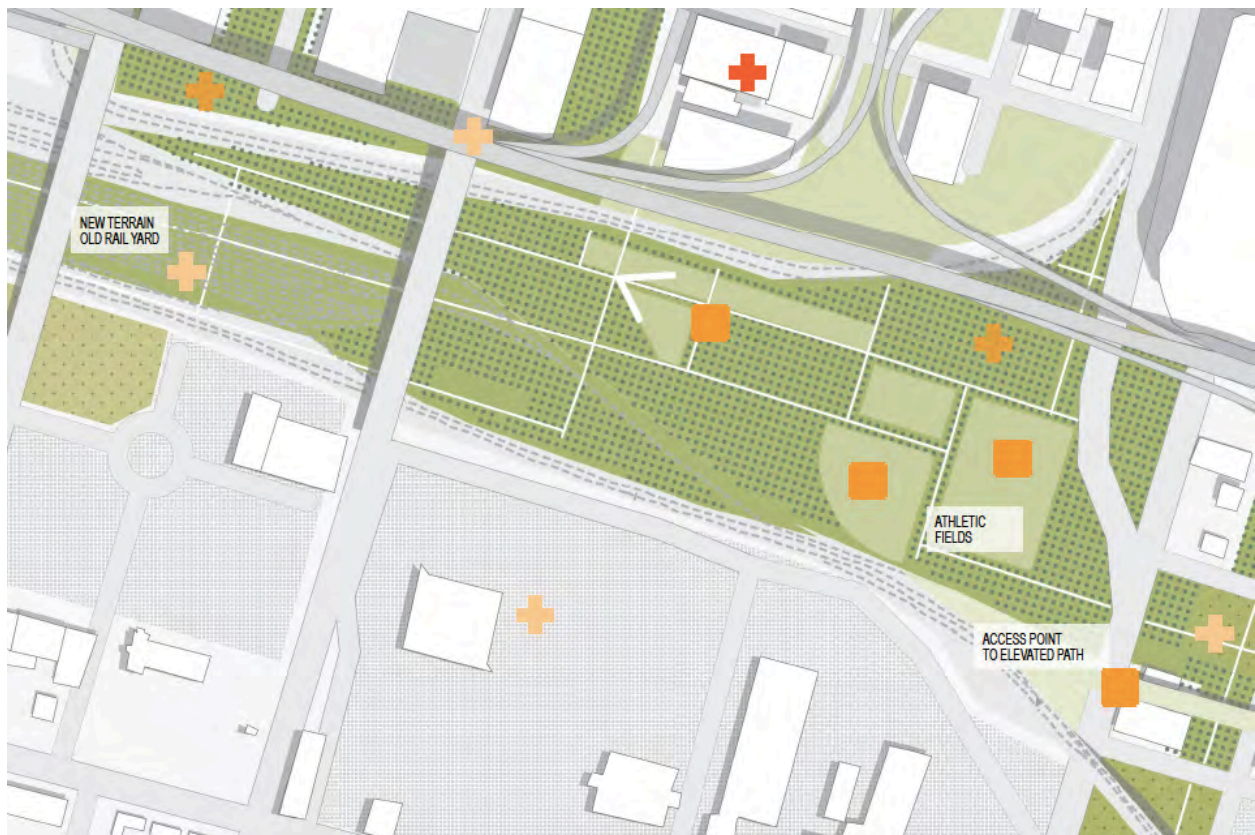 NEW TERRAIN
OLD RAIL YARD
ATHLETIC
FIELDS
ACCESS POINT
TO ELEVATED PATH